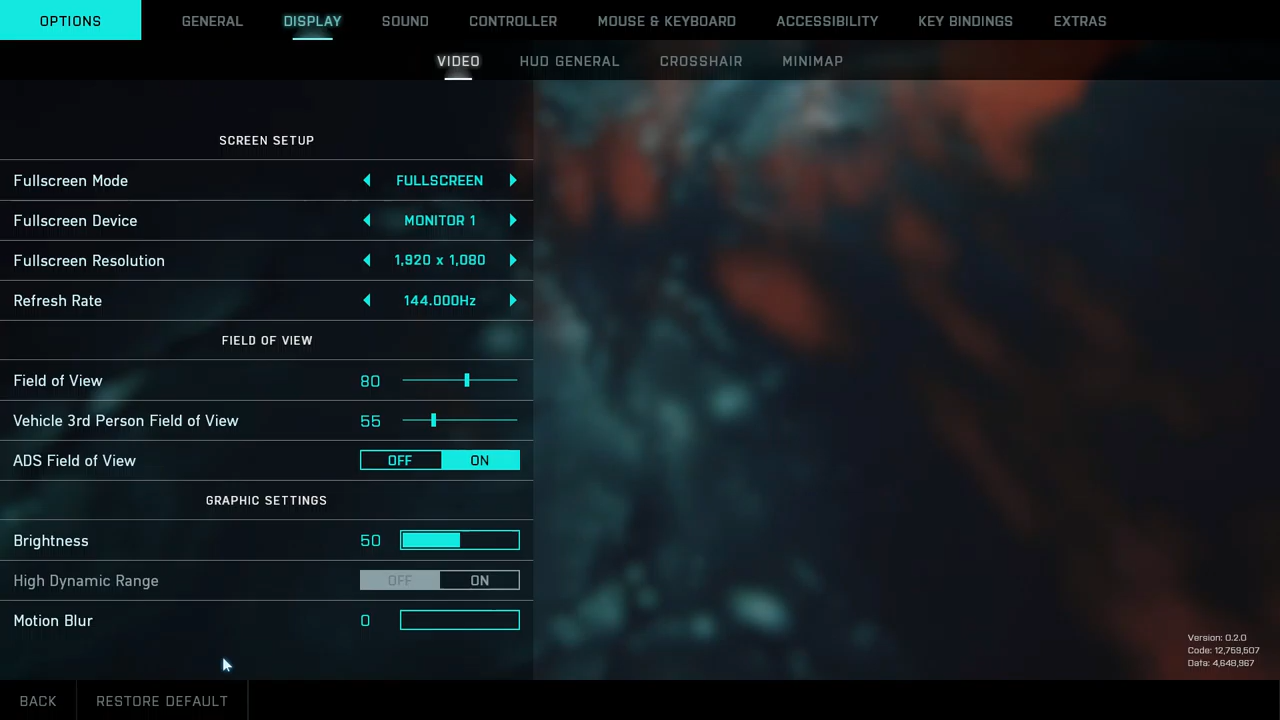 OPTIONS GENERAL DISPLAY SOUND CONTROLLER MOUSE & KEYBOARD ACCESSIBILITY KEY BINDINGS EXTRAS
VIDEO HUD GENERAL CROSSHAIR MINIMAP
SCREEN SETUP
Fullscreen Mode FULLSCREEN
Fullscreen Device MONITOR 1
Fullscreen Resolution 1,920 x 1,080
Refresh Rate 144.000Hz
FIELD OF VIEW
Field of View 80
Vehicle 3rd Person Field of View 55
ADS Field of View OFF ON
GRAPHIC SETTINGS
Brightness 50
High Dynamic Range OFF ON
Motion Blur 0
Version: 0.2.0
Code: 12,759,507
Data: 4,648,967
BACK RESTORE DEFAULT